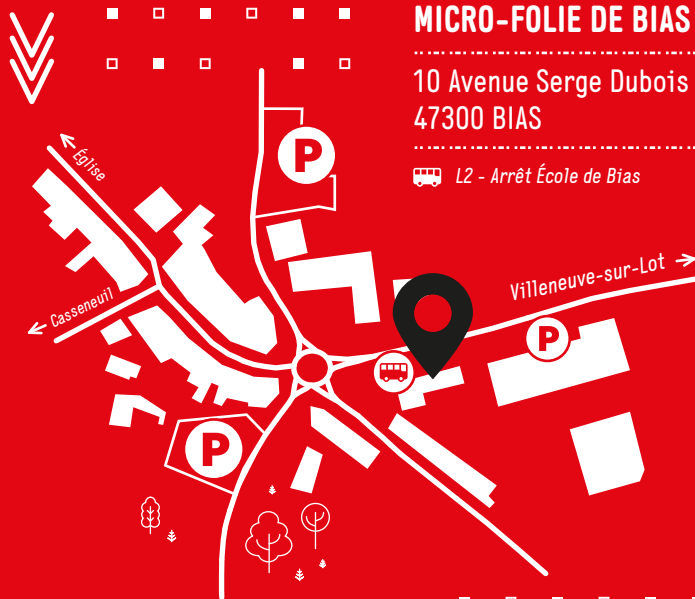 MICRO-FOLIE DE BIAS
10 Avenue Serge Dubois
47300 BIAS
L2 - Arrêt École de Bias
P
Église
Villeneuve-sur-Lot
Casseneuil
P
P